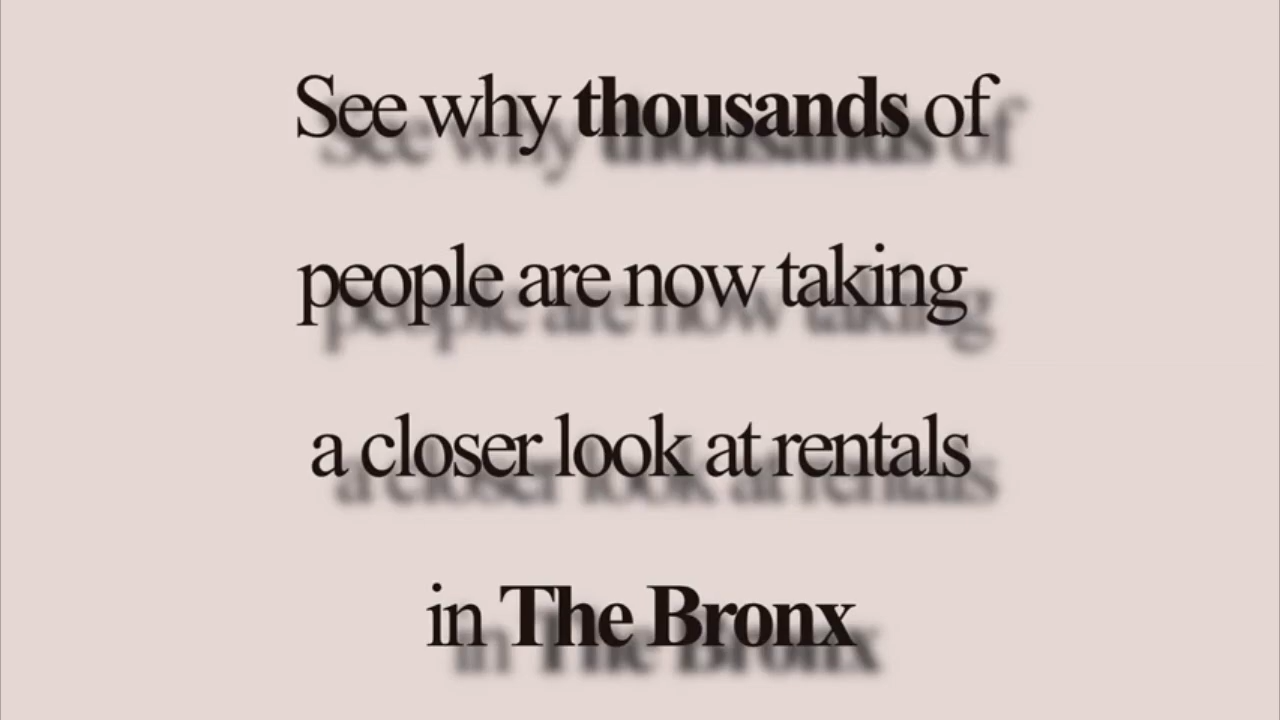 See why thousands of
people are now taking
a closer look at rentals
in The Bronx